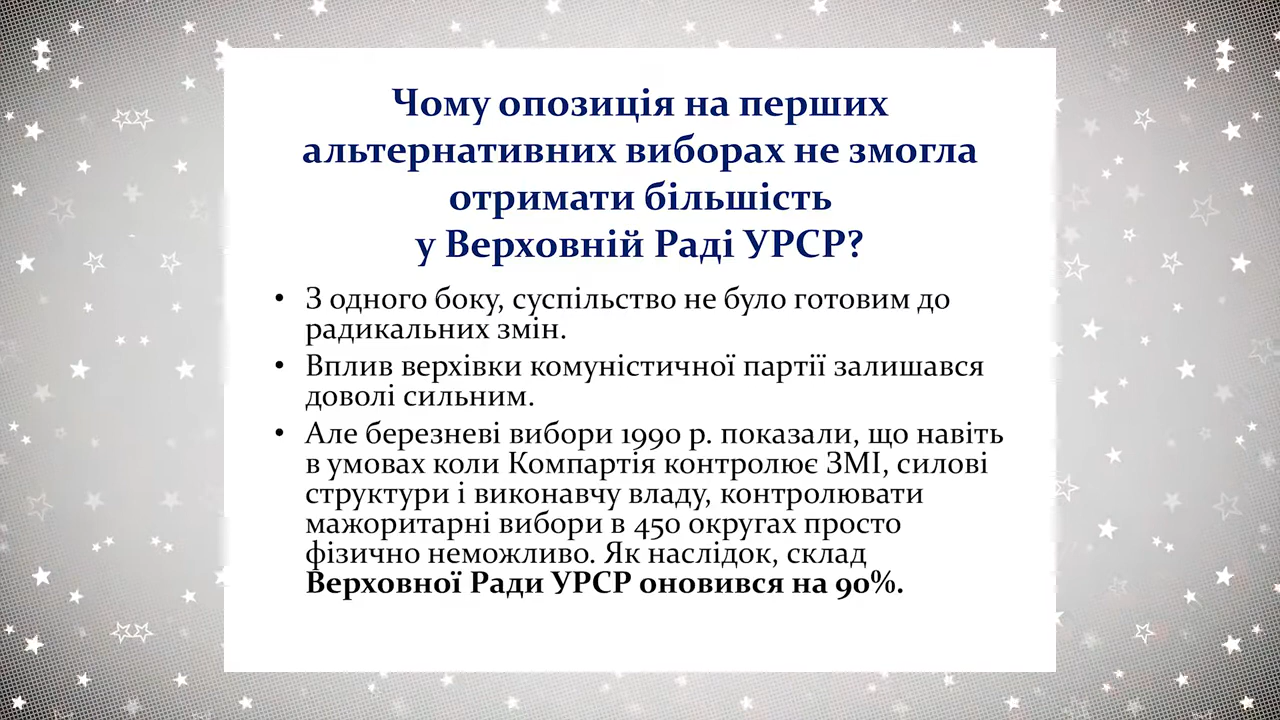 Чому опозиція на перших
альтернативних виборах не змогла
отримати більшість
у Верховній Раді УРСР?
• З одного боку, суспільство не було готовим до
радикальних змін.
• Вплив верхівки комуністичної партії залишався
доволі сильним.
• Але березневі вибори 1990 р. показали, що навіть
в умовах коли Компартія контролює ЗМІ, силові
структури і виконавчу владу, контролювати
мажоритарні вибори в 450 округах просто
фізично неможливо. Як наслідок, склад
Верховної Ради УРСР оновився на 90%.